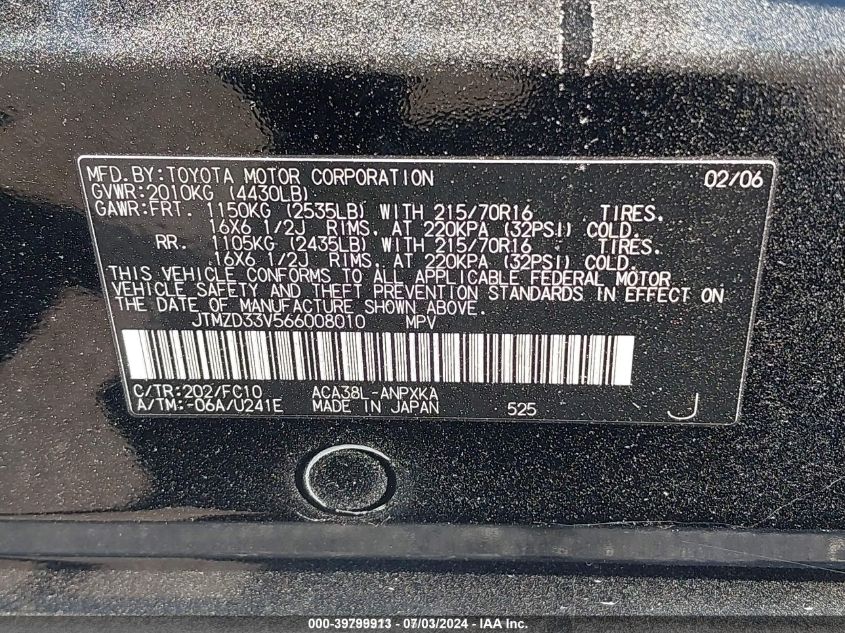 MFD.BY:TOYOTA MOTOR CORPORATION 02/06
GVWR:2010KG (4430LB)
GAWR:FRT. 1150KG (2535LB) WITH 215/70R16 TIRES.
16X6 1/2J RIMS. AT 220KPA (32PSI) COLD.
RR. 1105KG (2435LB) WITH 215/70R16 TIRES.
16X6 1/2J RIMS. AT 220KPA (32PSI) COLD.
THIS VEHICLE CONFORMS TO ALL APPLICABLE FEDERAL MOTOR
VEHICLE SAFETY AND THEFT PREVENTION STANDARDS IN EFFECT ON
THE DATE OF MANUFACTURE SHOWN ABOVE.
JTMZD33V566008010 MPV
C/TR:202/FC10 ACA38L-ANPXKA
A/TM:-06A/U241E MADE IN JAPAN 525 J
000-39799913 - 07/03/2024 - IAA Inc.